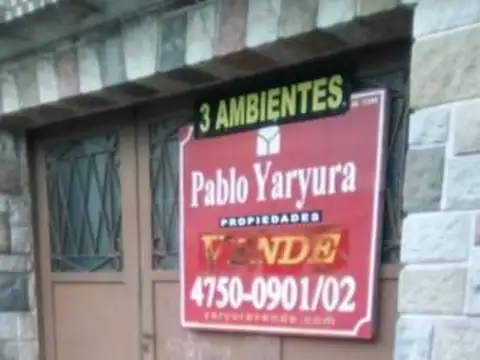 3 AMBIENTES
Pablo Yaryura
PROPIEDADES
VENDE
4750-0901/02
yaryuravende.com